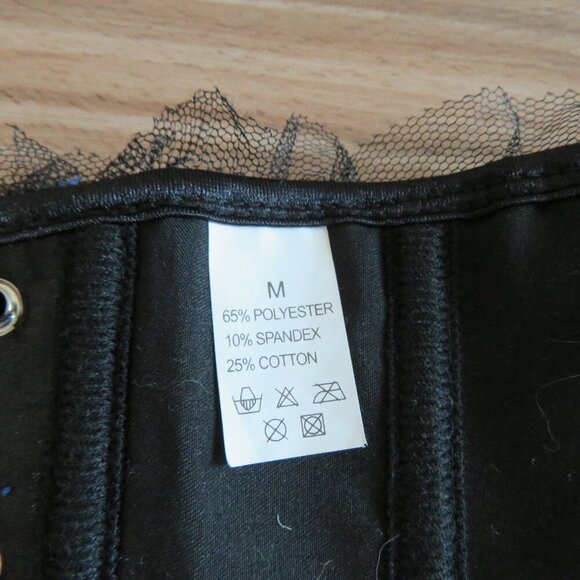 M
65% POLYESTER
10% SPANDEX
25% COTTON